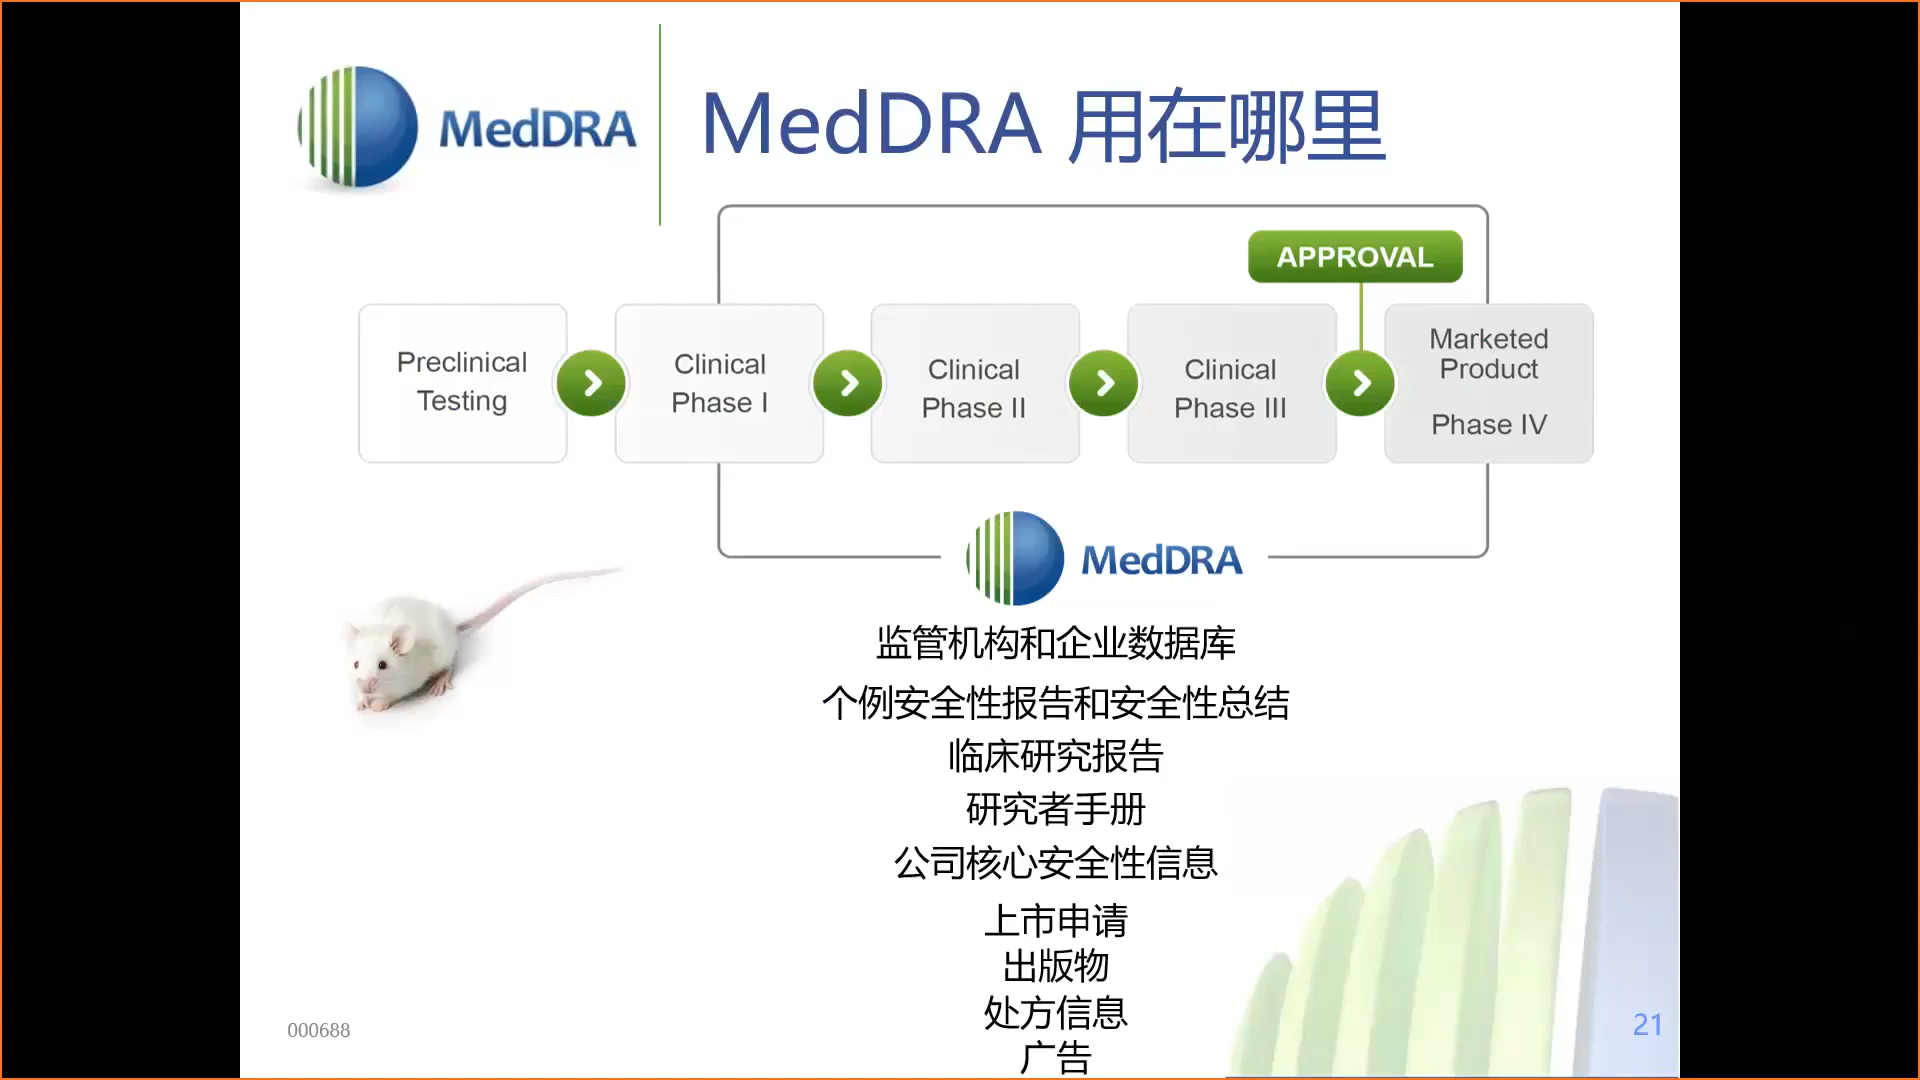 MedDRA
MedDRA 用在哪里
APPROVAL
Preclinical
Testing
Clinical
Phase I
Clinical
Phase II
Clinical
Phase III
Marketed
Product
Phase IV
MedDRA
监管机构和企业数据库
个例安全性报告和安全性总结
临床研究报告
研究者手册
公司核心安全性信息
上市申请
出版物
处方信息
广告
000688
21